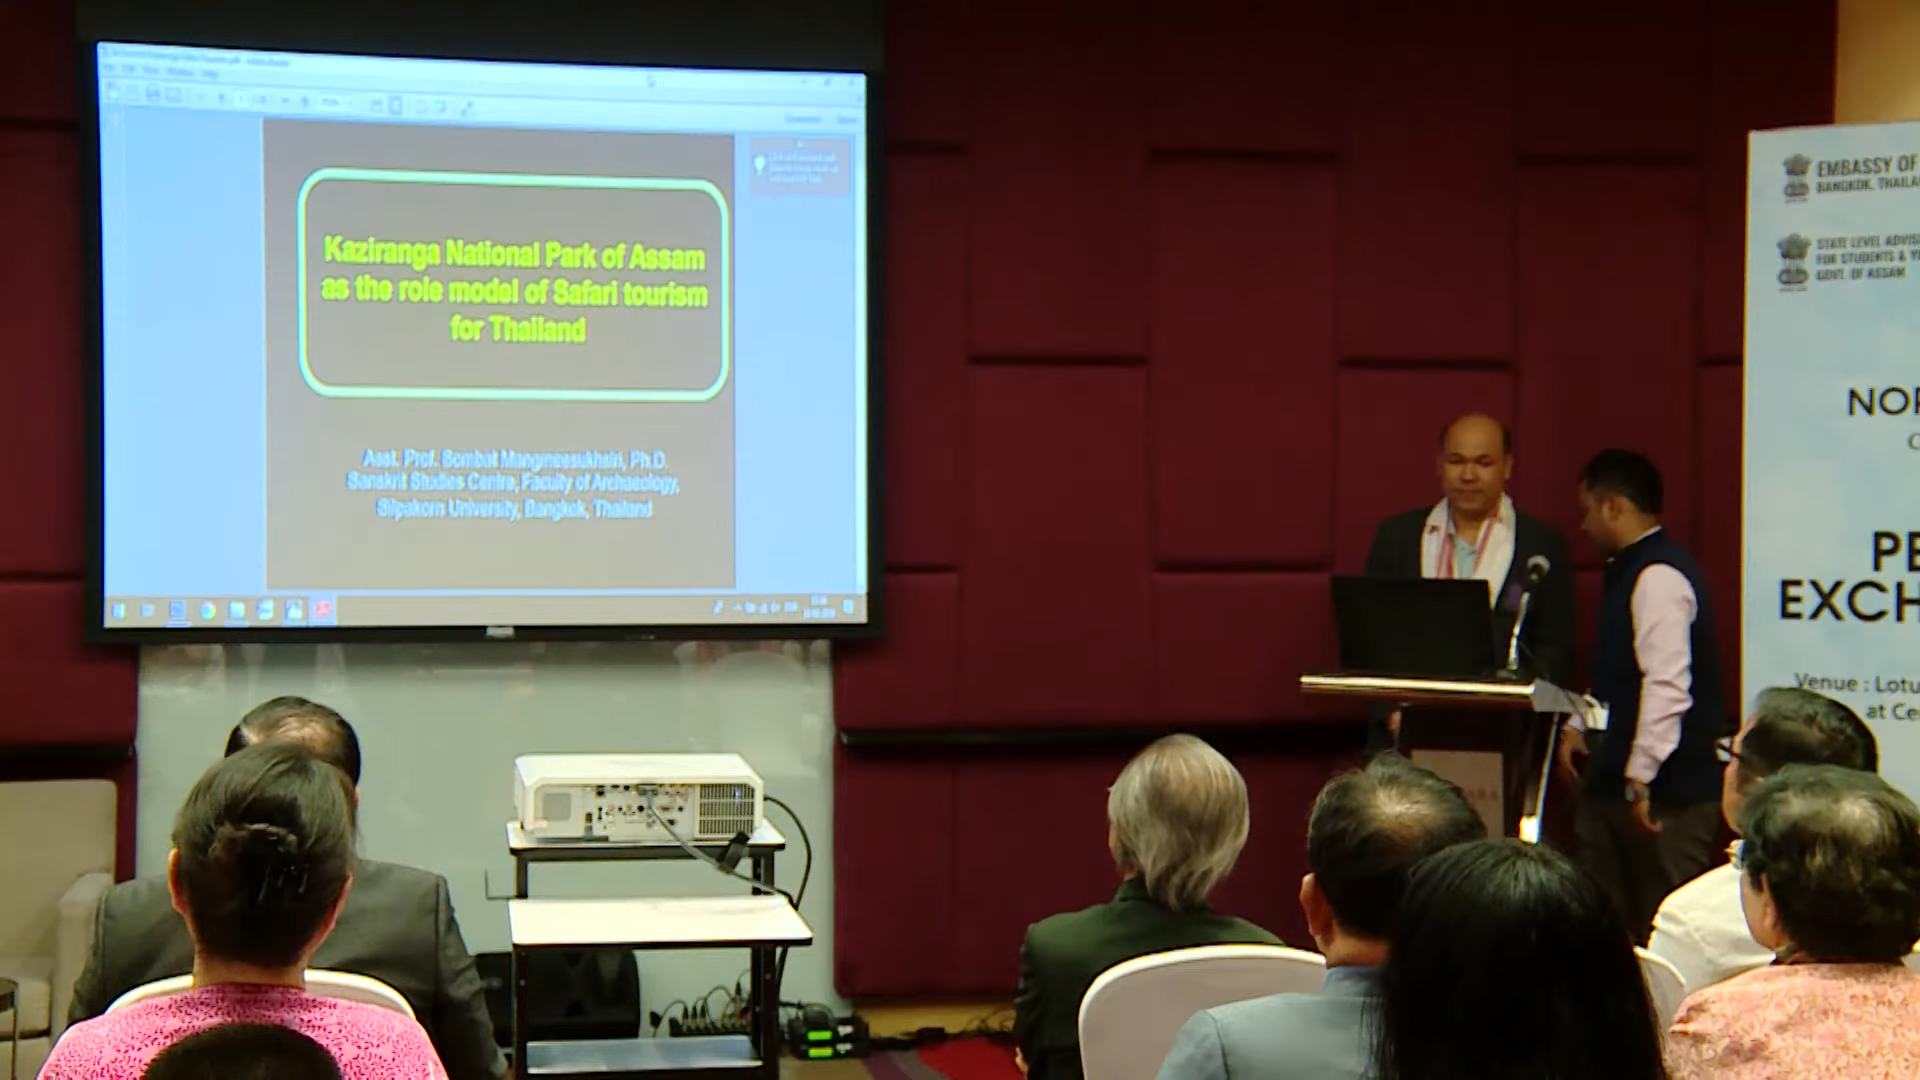 Kaziranga National Park of Assam
as the role model of Safari tourism
for Thailand
Asst. Prof. Sombat Mangmeesukhsiri, Ph.D.
Sanskrit Studies Centre, Faculty of Archaeology,
Silpakorn University, Bangkok, Thailand
EMBASSY OF
BANGKOK, THAILA
STATE LEVEL ADVIS
FOR STUDENTS & Y
GOVT. OF ASSAM
NOR
PE
EXCH
Venue : Lotu
at Ce